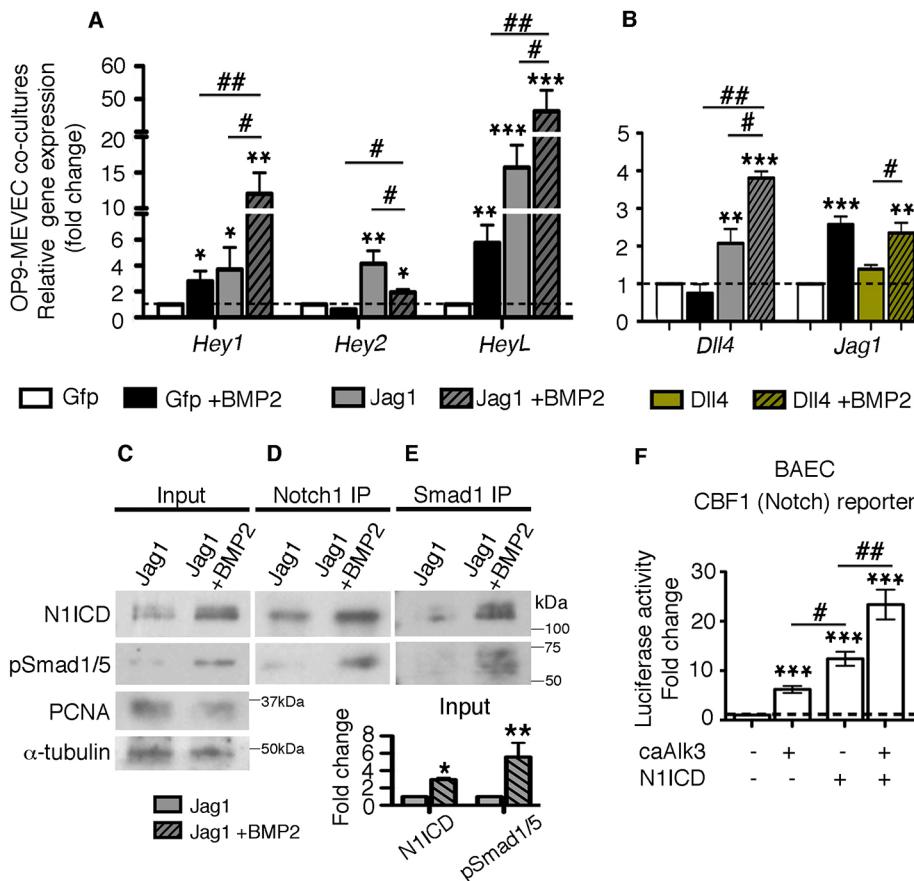 A
OP9-MEVEC co-cultures
Relative gene expression
(fold change)
60
50
20
15
10
6
4
2
0
* * ** ##
#
** * #
#
** *** *** ##
#
Hey1 Hey2 HeyL
B
5
4
3
2
1
0
** *** ##
#
*** ** #
Dll4 Jag1
Gfp Gfp +BMP2 Jag1 Jag1 +BMP2 Dll4 Dll4 +BMP2
C D E
Input Notch1 IP Smad1 IP
Jag1 Jag1 +BMP2 Jag1 Jag1 +BMP2 Jag1 Jag1 +BMP2
N1ICD
kDa
100
pSmad1/5
75
50
PCNA
37kDa
α-tubulin
50kDa
Jag1
Jag1 +BMP2
Input
Fold change
8
6
4
2
0
* **
N1ICD pSmad1/5
F
BAEC
CBF1 (Notch) reporter
Luciferase activity
Fold change
30
20
10
0
*** *** ***
# ##
caAlk3 - + - +
N1ICD - - + +